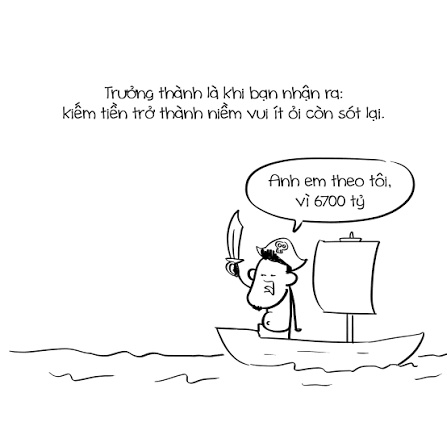 Trưởng thành là khi bạn nhận ra:
kiếm tiền trở thành niềm vui ít ỏi còn sót lại.
Anh em theo tôi,
vì 6700 tỷ